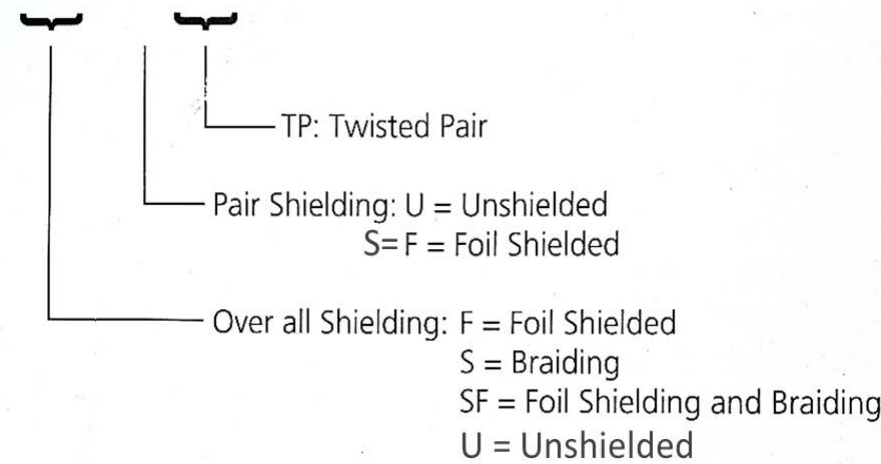 TP: Twisted Pair
Pair Shielding: U = Unshielded
S= F = Foil Shielded
Over all Shielding: F = Foil Shielded
S = Braiding
SF = Foil Shielding and Braiding
U = Unshielded